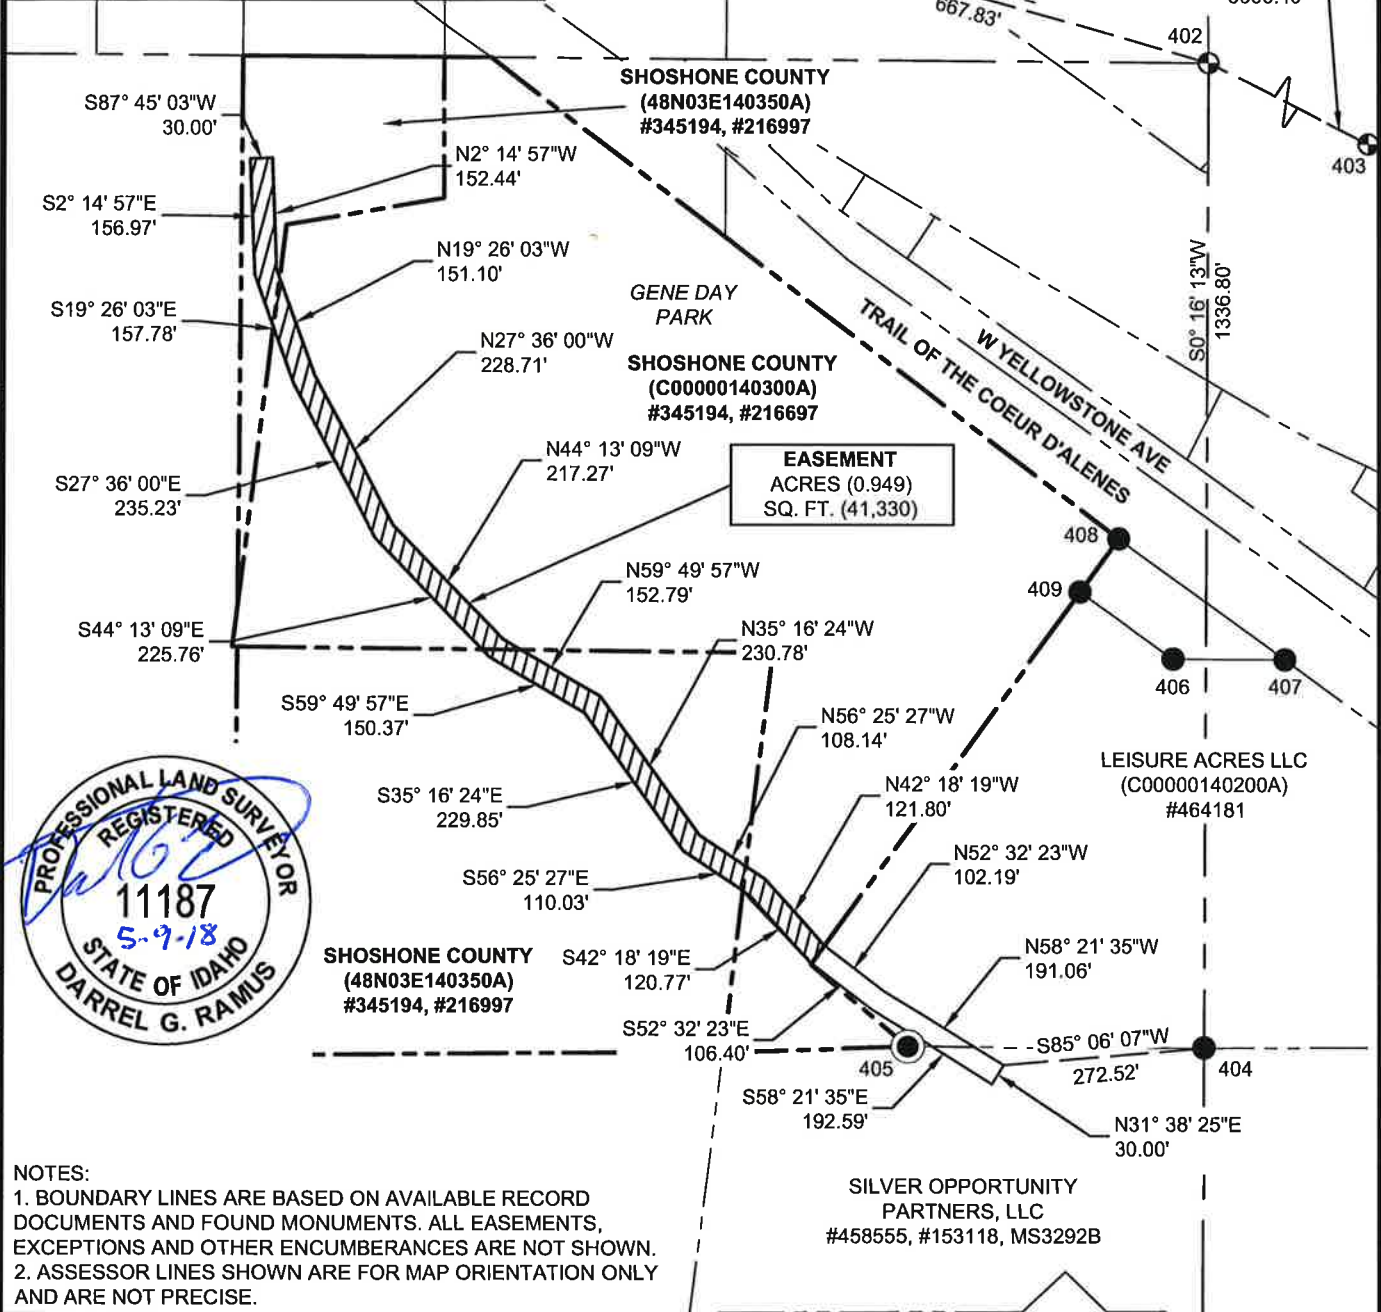 667.83'
402
403
SHOSHONE COUNTY
(48N03E140350A)
#345194, #216997
S87° 45' 03"W
30.00'
N2° 14' 57"W
152.44'
S2° 14' 57"E
156.97'
N19° 26' 03"W
151.10'
S19° 26' 03"E
157.78'
GENE DAY
PARK
SHOSHONE COUNTY
(C00000140300A)
#345194, #216697
N27° 36' 00"W
228.71'
S0° 16' 13"W
1336.80'
W YELLOWSTONE AVE
TRAIL OF THE COEUR D'ALENES
N44° 13' 09"W
217.27'
EASEMENT
ACRES (0.949)
SQ. FT. (41,330)
S27° 36' 00"E
235.23'
408
409
N59° 49' 57"W
152.79'
S44° 13' 09"E
225.76'
N35° 16' 24"W
230.78'
406
407
S59° 49' 57"E
150.37'
N56° 25' 27"W
108.14'
LEISURE ACRES LLC
(C00000140200A)
#464181
S35° 16' 24"E
229.85'
N42° 18' 19"W
121.80'
N52° 32' 23"W
102.19'
S56° 25' 27"E
110.03'
PROFESSIONAL LAND SURVEYOR
REGISTERED
11187
5-9-18
STATE OF IDAHO
DARREL G. RAMUS
SHOSHONE COUNTY
(48N03E140350A)
#345194, #216997
S42° 18' 19"E
120.77'
N58° 21' 35"W
191.06'
S52° 32' 23"E
106.40'
405
S85° 06' 07"W
272.52'
404
S58° 21' 35"E
192.59'
N31° 38' 25"E
30.00'
SILVER OPPORTUNITY
PARTNERS, LLC
#458555, #153118, MS3292B
NOTES:
1. BOUNDARY LINES ARE BASED ON AVAILABLE RECORD
DOCUMENTS AND FOUND MONUMENTS. ALL EASEMENTS,
EXCEPTIONS AND OTHER ENCUMBERANCES ARE NOT SHOWN.
2. ASSESSOR LINES SHOWN ARE FOR MAP ORIENTATION ONLY
AND ARE NOT PRECISE.